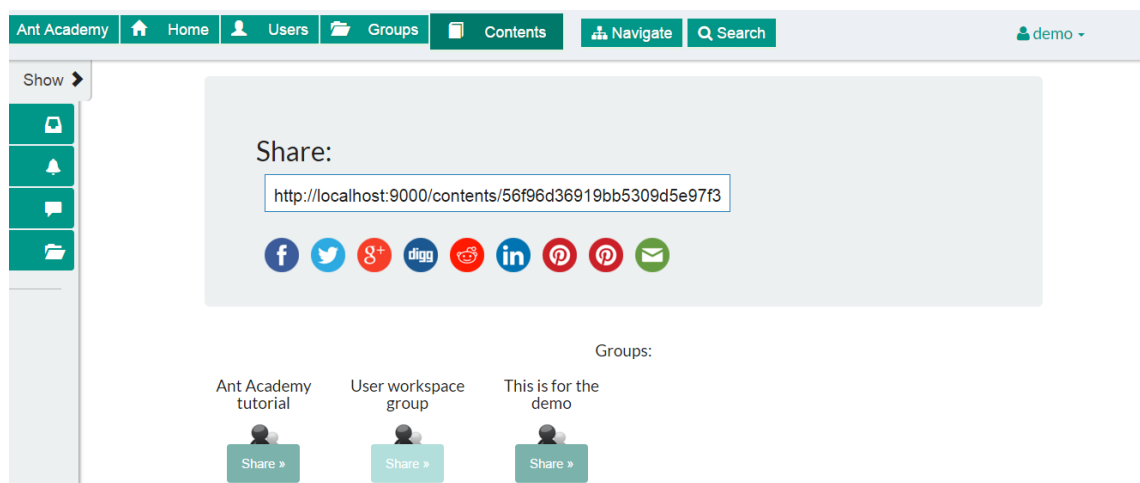 Ant Academy Home Users Groups Contents Navigate Search demo
Show
Share:
http://localhost:9000/contents/56f96d36919bb5309d5e97f3
f g+ digg in
Groups:
Ant Academy
tutorial
User workspace
group
This is for the
demo
Share »
Share »
Share »